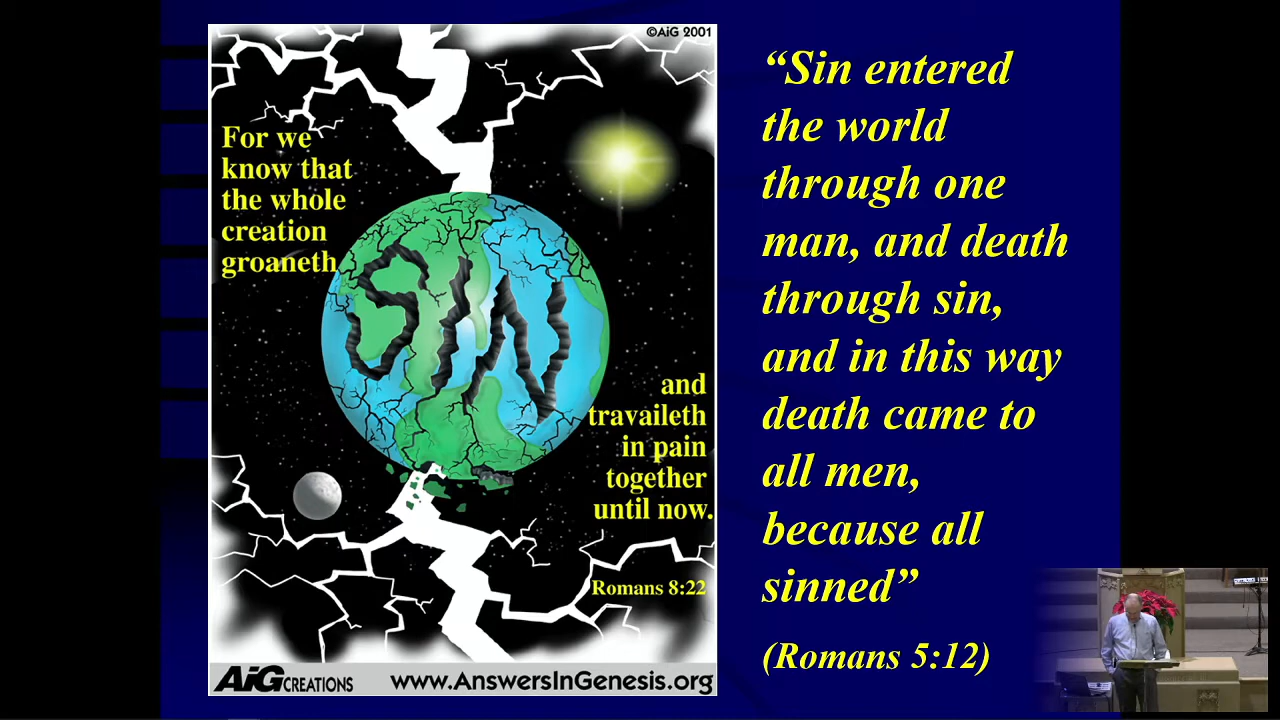 ©AiG 2001
For we
know that
the whole
creation
groaneth
SIN
and
travaileth
in pain
together
until now.
Romans 8:22
AiG CREATIONS www.AnswersInGenesis.org
“Sin entered
the world
through one
man, and death
through sin,
and in this way
death came to
all men,
because all
sinned”
(Romans 5:12)